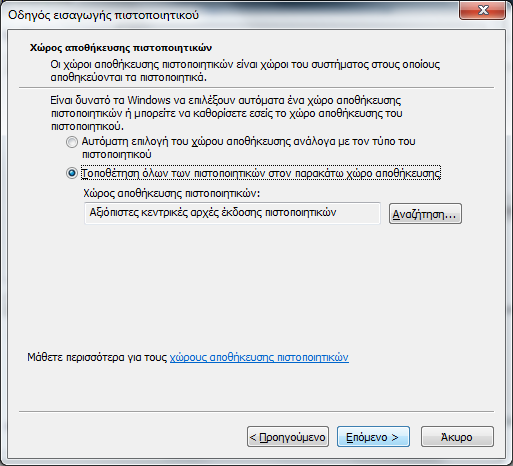 Οδηγός εισαγωγής πιστοποιητικού
Χώρος αποθήκευσης πιστοποιητικών
Οι χώροι αποθήκευσης πιστοποιητικών είναι χώροι του συστήματος στους οποίους
αποθηκεύονται τα πιστοποιητικά.
Είναι δυνατό τα Windows να επιλέξουν αυτόματα ένα χώρο αποθήκευσης
πιστοποιητικών ή μπορείτε να καθορίσετε εσείς το χώρο αποθήκευσης του
πιστοποιητικού.
Αυτόματη επιλογή του χώρου αποθήκευσης ανάλογα με τον τύπο του
πιστοποιητικού
Τοποθέτηση όλων των πιστοποιητικών στον παρακάτω χώρο αποθήκευσης
Χώρος αποθήκευσης πιστοποιητικών:
Αξιόπιστες κεντρικές αρχές έκδοσης πιστοποιητικών
Αναζήτηση...
Μάθετε περισσότερα για τους χώρους αποθήκευσης πιστοποιητικών
< Προηγούμενο
Επόμενο >
Άκυρο